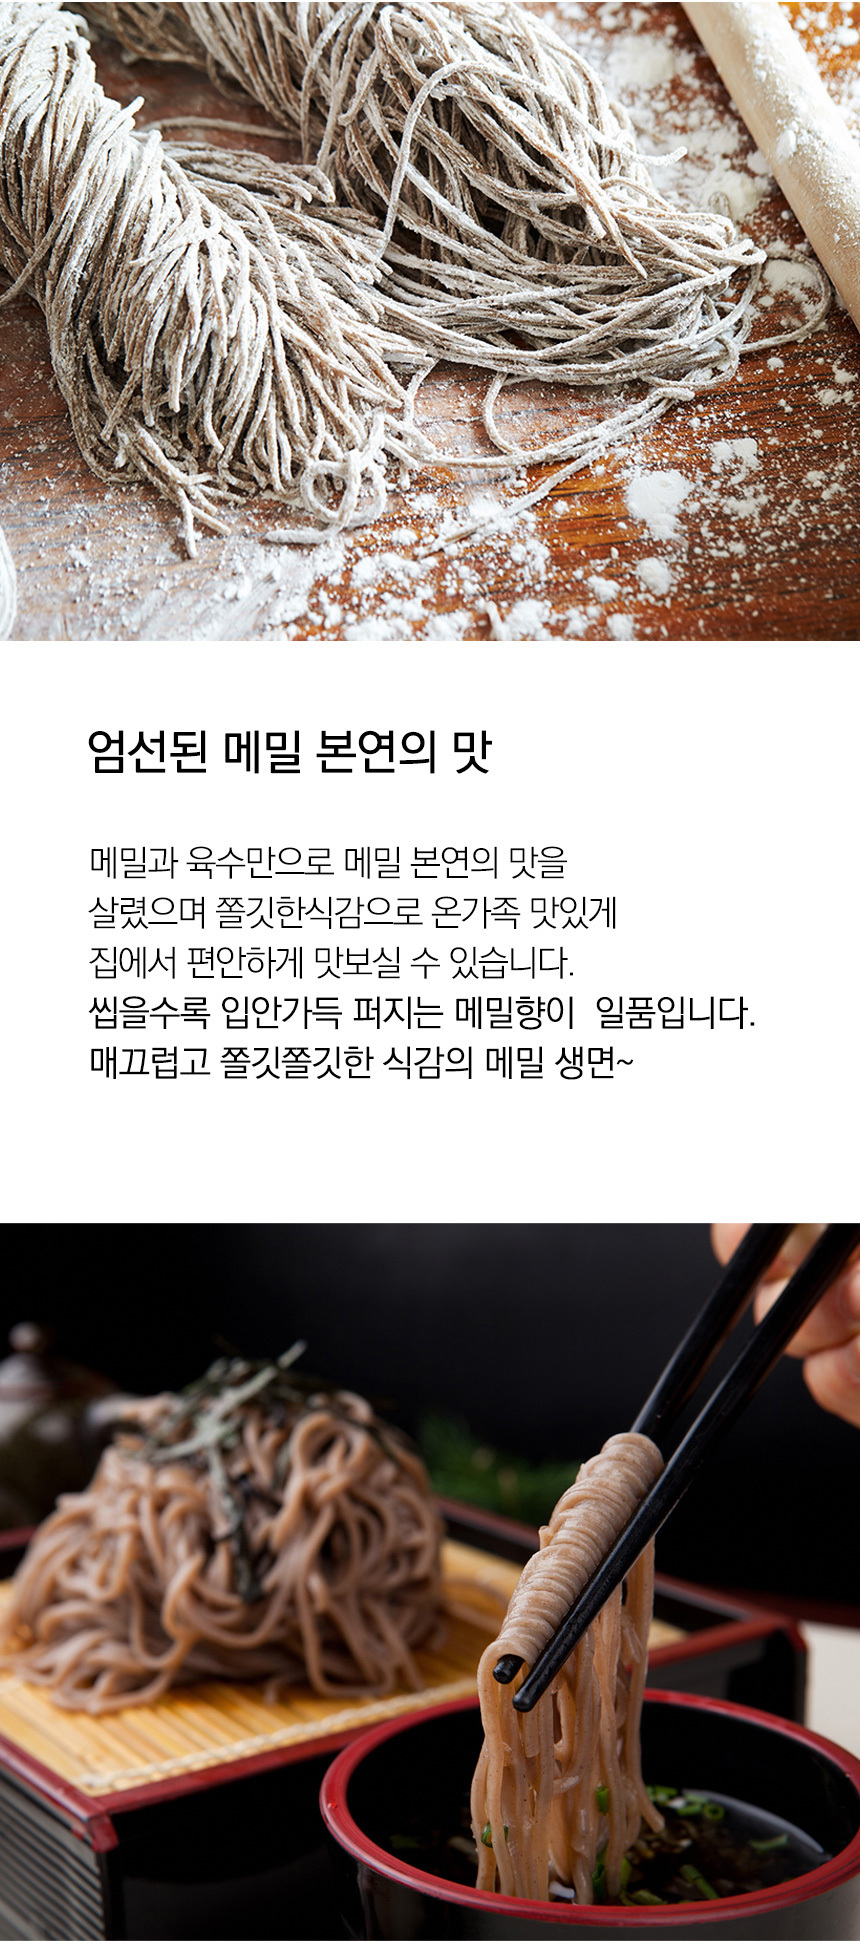 엄선된 메밀 본연의 맛
메밀과 육수만으로 메밀 본연의 맛을
살렸으며 쫄깃한식감으로 온가족 맛있게
집에서 편안하게 맛보실 수 있습니다.
씹을수록 입안가득 퍼지는 메밀향이  일품입니다.
매끄럽고 쫄깃쫄깃한 식감의 메밀 생면~